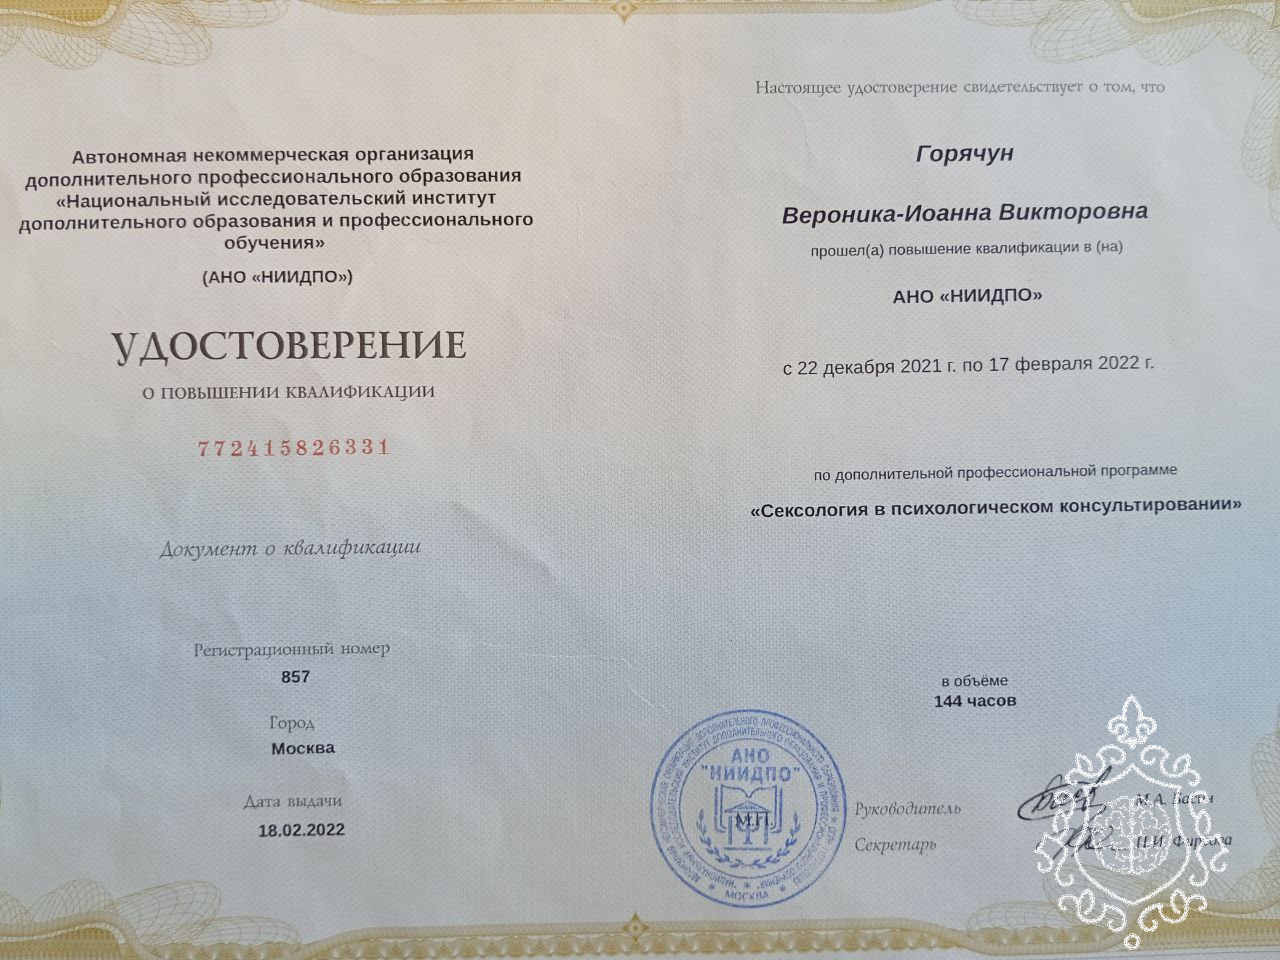 Автономная некоммерческая организация
дополнительного профессионального образования
«Национальный исследовательский институт
дополнительного образования и профессионального
обучения»
(АНО «НИИДПО»)
УДОСТОВЕРЕНИЕ
О ПОВЫШЕНИИ КВАЛИФИКАЦИИ
772415826331
Документ о квалификации
Регистрационный номер
857
Город
Москва
Дата выдачи
18.02.2022
Настоящее удостоверение свидетельствует о том, что
Горячун
Вероника-Иоанна Викторовна
прошел(а) повышение квалификации в (на)
АНО «НИИДПО»
с 22 декабря 2021 г. по 17 февраля 2022 г.
по дополнительной профессиональной программе
«Сексология в психологическом консультировании»
в объёме
144 часов
АНО
"НИИДПО"
М.П.
МОСКВА
Руководитель
М.А.
Секретарь
Н.И.